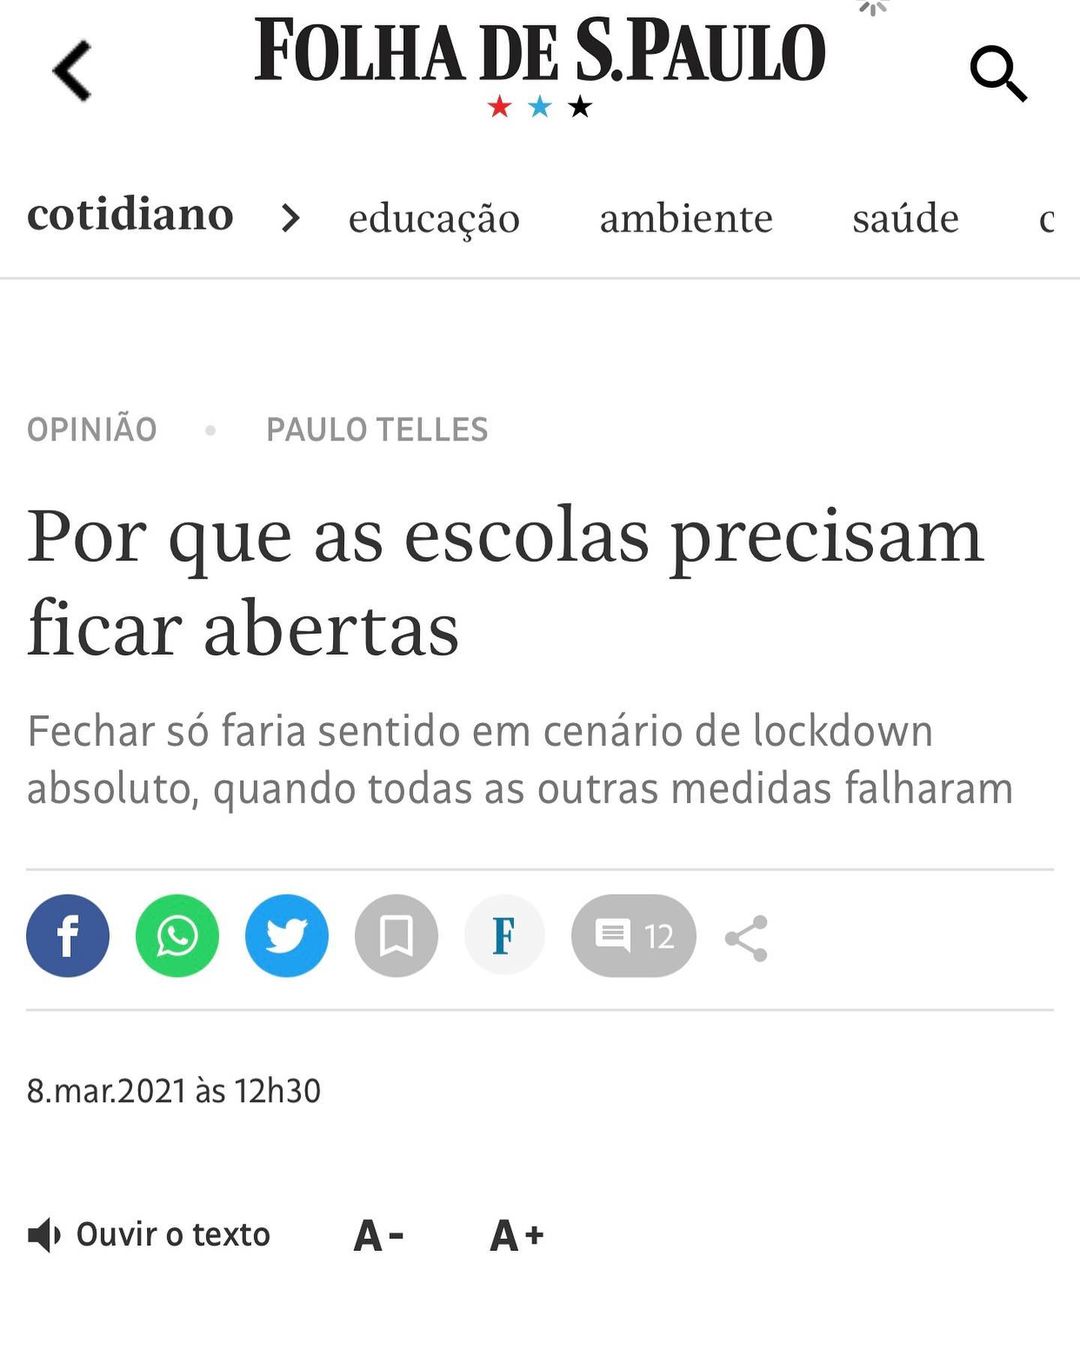 FOLHA DE S.PAULO
cotidiano > educação ambiente saúde c
OPINIÃO • PAULO TELLES
Por que as escolas precisam
ficar abertas
Fechar só faria sentido em cenário de lockdown
absoluto, quando todas as outras medidas falharam
f F 12
8.mar.2021 às 12h30
Ouvir o texto A- A+